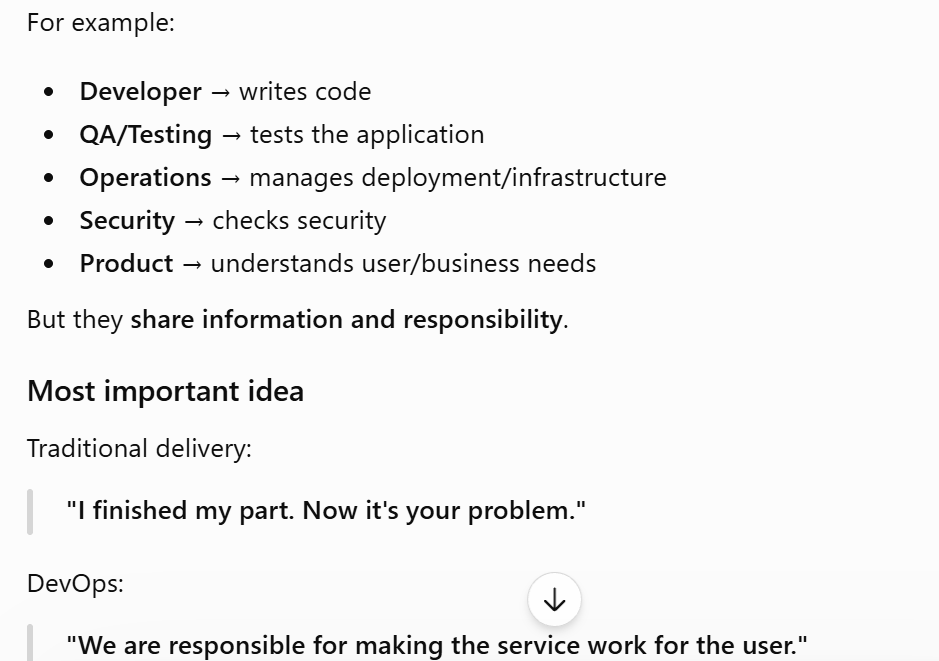 For example:
• Developer → writes code
• QA/Testing → tests the application
• Operations → manages deployment/infrastructure
• Security → checks security
• Product → understands user/business needs
But they share information and responsibility.
Most important idea
Traditional delivery:
"I finished my part. Now it's your problem."
DevOps:
"We are responsible for making the service work for the user."